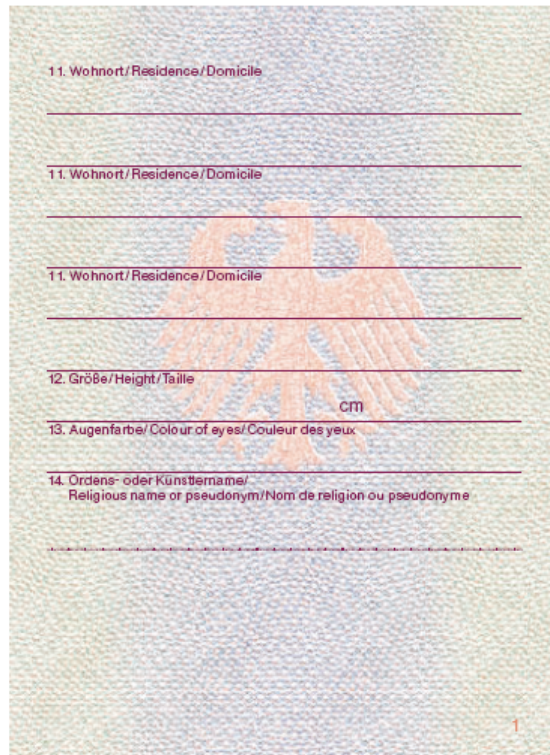 11. Wohnort/Residence/Domicile
11. Wohnort/Residence/Domicile
11. Wohnort/Residence/Domicile
12. Größe/Height/Taille
cm
13. Augenfarbe/Colour of eyes/Couleur des yeux
14. Ordens- oder Künstlername/
Religious name or pseudonym/Nom de religion ou pseudonyme
1